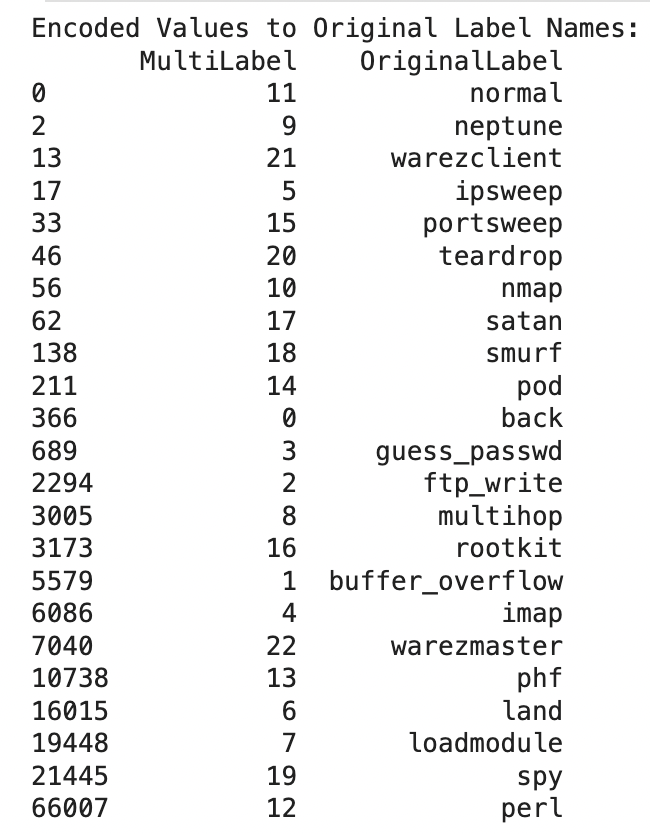 Encoded Values to Original Label Names:
MultiLabel OriginalLabel
0 11 normal
2 9 neptune
13 21 warezclient
17 5 ipsweep
33 15 portsweep
46 20 teardrop
56 10 nmap
62 17 satan
138 18 smurf
211 14 pod
366 0 back
689 3 guess_passwd
2294 2 ftp_write
3005 8 multihop
3173 16 rootkit
5579 1 buffer_overflow
6086 4 imap
7040 22 warezmaster
10738 13 phf
16015 6 land
19448 7 loadmodule
21445 19 spy
66007 12 perl